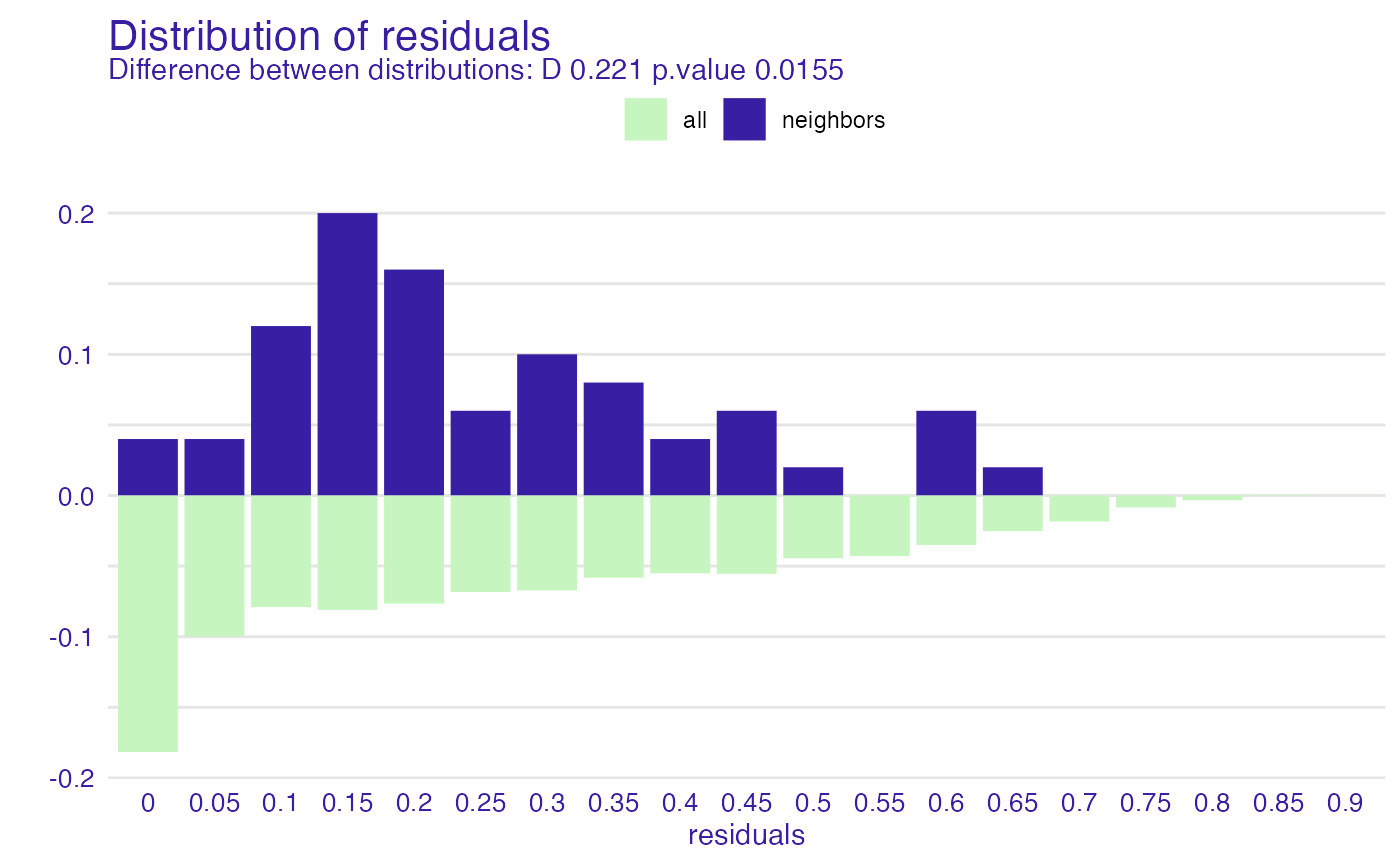 Distribution of residuals
Difference between distributions: D 0.221 p.value 0.0155
all neighbors
0.2
0.1
0.0
-0.1
-0.2
0 0.05 0.1 0.15 0.2 0.25 0.3 0.35 0.4 0.45 0.5 0.55 0.6 0.65 0.7 0.75 0.8 0.85 0.9
residuals